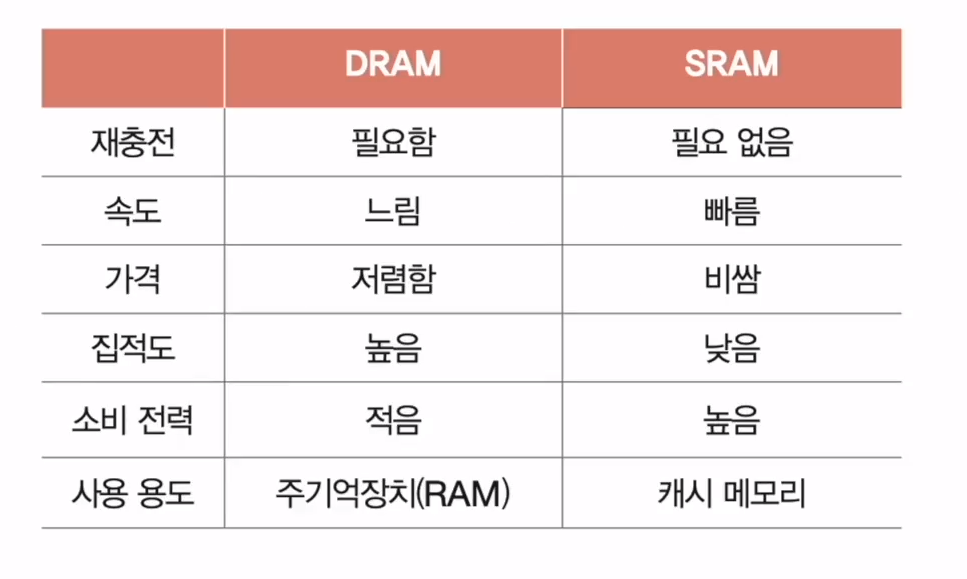 DRAM SRAM
재충전 필요함 필요 없음
속도 느림 빠름
가격 저렴함 비쌈
집적도 높음 낮음
소비 전력 적음 높음
사용 용도 주기억장치(RAM) 캐시 메모리